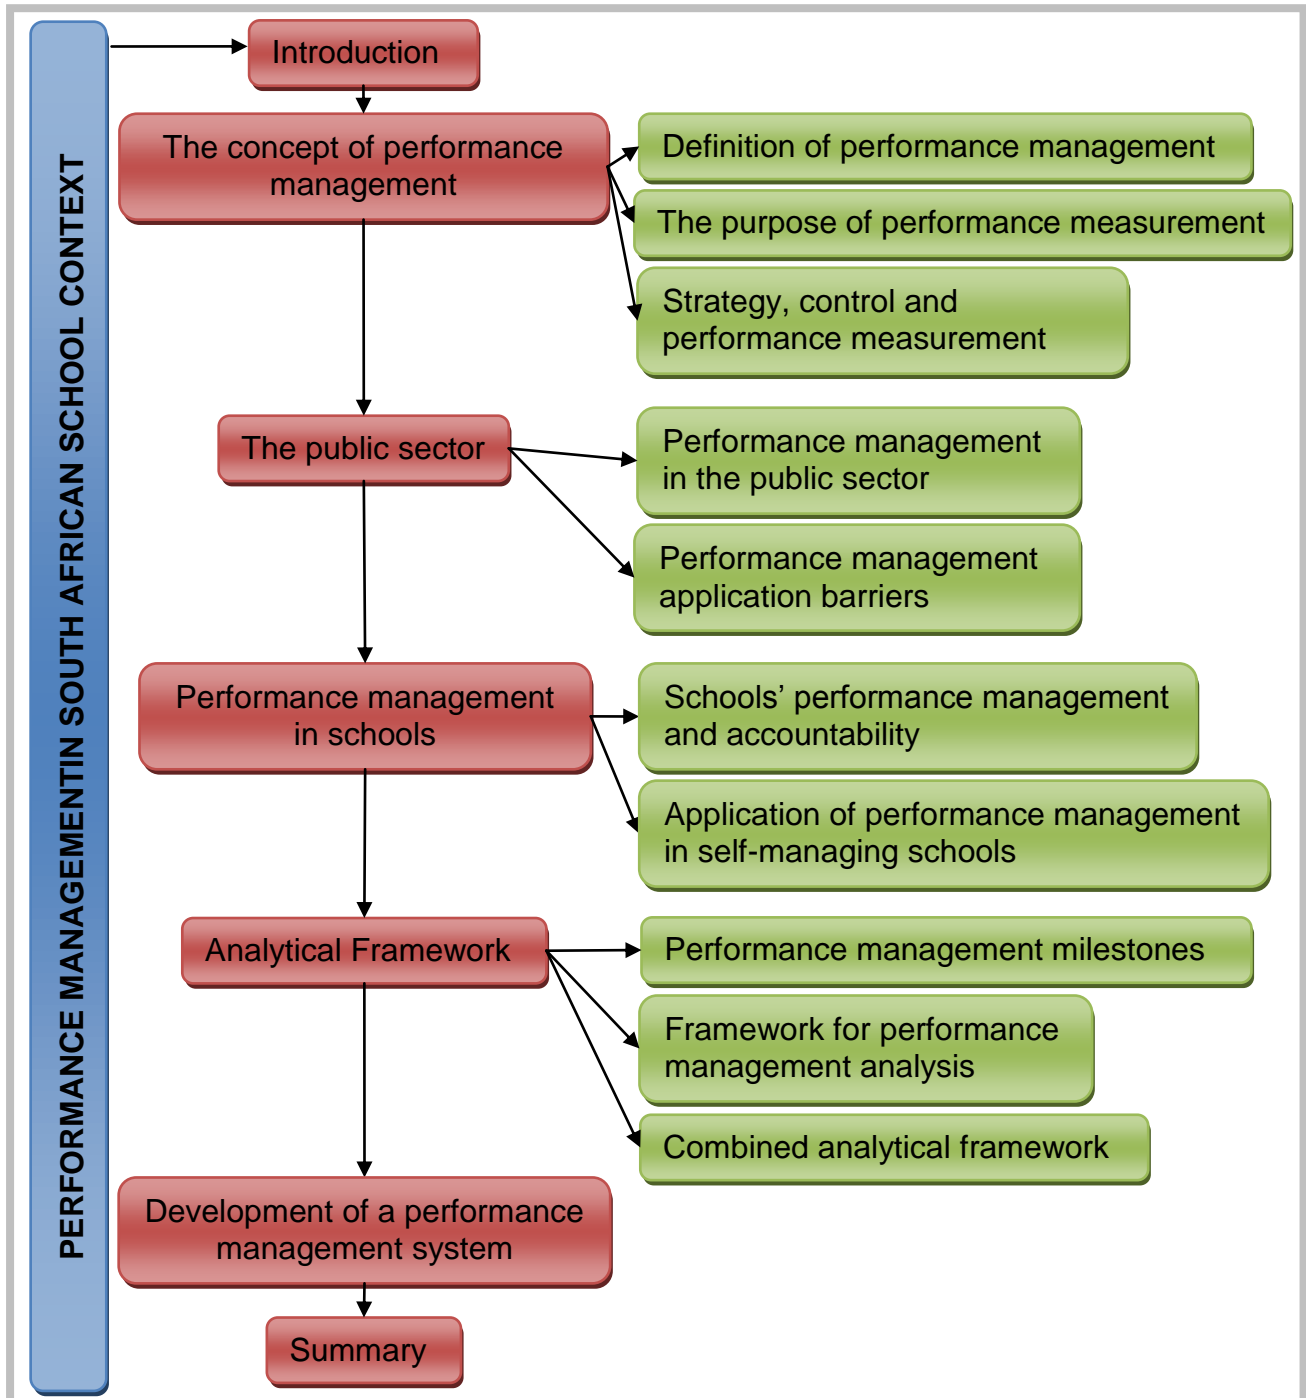 PERFORMANCE MANAGEMENTIN SOUTH AFRICAN SCHOOL CONTEXT
Introduction
The concept of performance
management
Definition of performance management
The purpose of performance measurement
Strategy, control and
performance measurement
The public sector
Performance management
in the public sector
Performance management
application barriers
Performance management
in schools
Schools’ performance management
and accountability
Application of performance management
in self-managing schools
Analytical Framework
Performance management milestones
Framework for performance
management analysis
Combined analytical framework
Development of a performance
management system
Summary